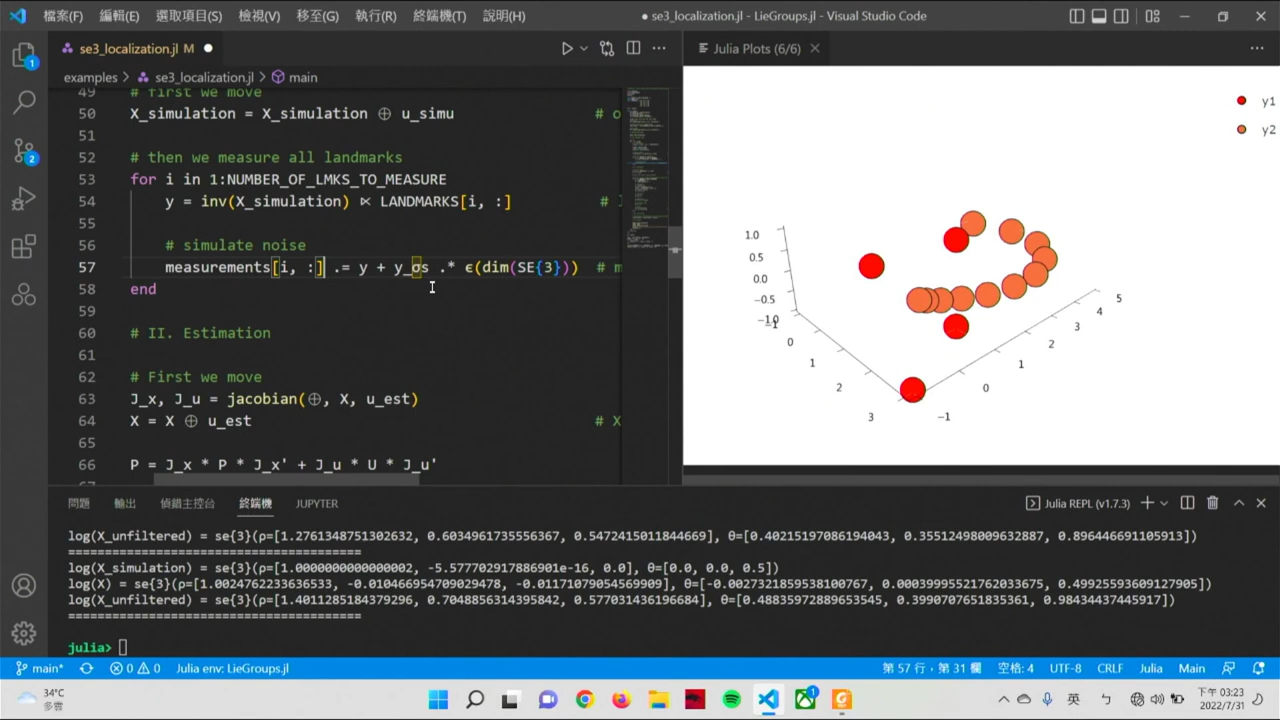 檔案(F) 編輯(E) 選取項目(S) 檢視(V) 移至(G) 執行(R) 終端機(T) 說明(H) ● se3_localization.jl - LieGroups.jl - Visual Studio Code
se3_localization.jl M ●
Julia Plots (6/6)
examples > se3_localization.jl > main
49 # first we move
50 X_simulation = X_simulation ⊕ u_simu # o
51
52 # then we measure all landmarks
53 for i in 1:NUMBER_OF_LMKS_TO_MEASURE
54 y = inv(X_simulation) ⋉ LANDMARKS[i, :] #
55
56 # simulate noise
57 measurements[i, :] .= y + y_σs .* ϵ(dim(SE{3})) # m
58 end
59
60 # II. Estimation
61
62 # First we move
63 J_x, J_u = jacobian(⊕, X, u_est)
64 X = X ⊕ u_est # X
65
66 P = J_x * P * J_x' + J_u * U * J_u'
y1
y2
1.0
0.5
0.0
-0.5
-1.0
-1
0
1
2
3
-1
0
1
2
3
4
5
問題 輸出 偵錯主控台 終端機 JUPYTER Julia REPL (v1.7.3)
log(X_unfiltered) = se{3}(ρ=[1.2761348751302632, 0.6034961735556367, 0.5472415011844669], θ=[0.40215197086194043, 0.35512498009632887, 0.896446691105913])
=====================================
log(X_simulation) = se{3}(ρ=[1.0000000000000002, -5.577702917886901e-16, 0.0], θ=[0.0, 0.0, 0.5])
log(X) = se{3}(ρ=[1.0024762233636533, -0.010466954709029478, -0.011171079054569909], θ=[-0.0027321859538100767, 0.00039995521762033675, 0.49925593609127905])
log(X_unfiltered) = se{3}(ρ=[1.4011285184379296, 0.7048856314395842, 0.577031436196684], θ=[0.48835972889653545, 0.3990707651835361, 0.98434437445917])
=====================================
julia>
main* 0 0 Julia env: LieGroups.jl 第 57 行，第 31 欄 空格: 4 UTF-8 CRLF Julia Main
34°C
多雲
英
下午 03:23
2022/7/31